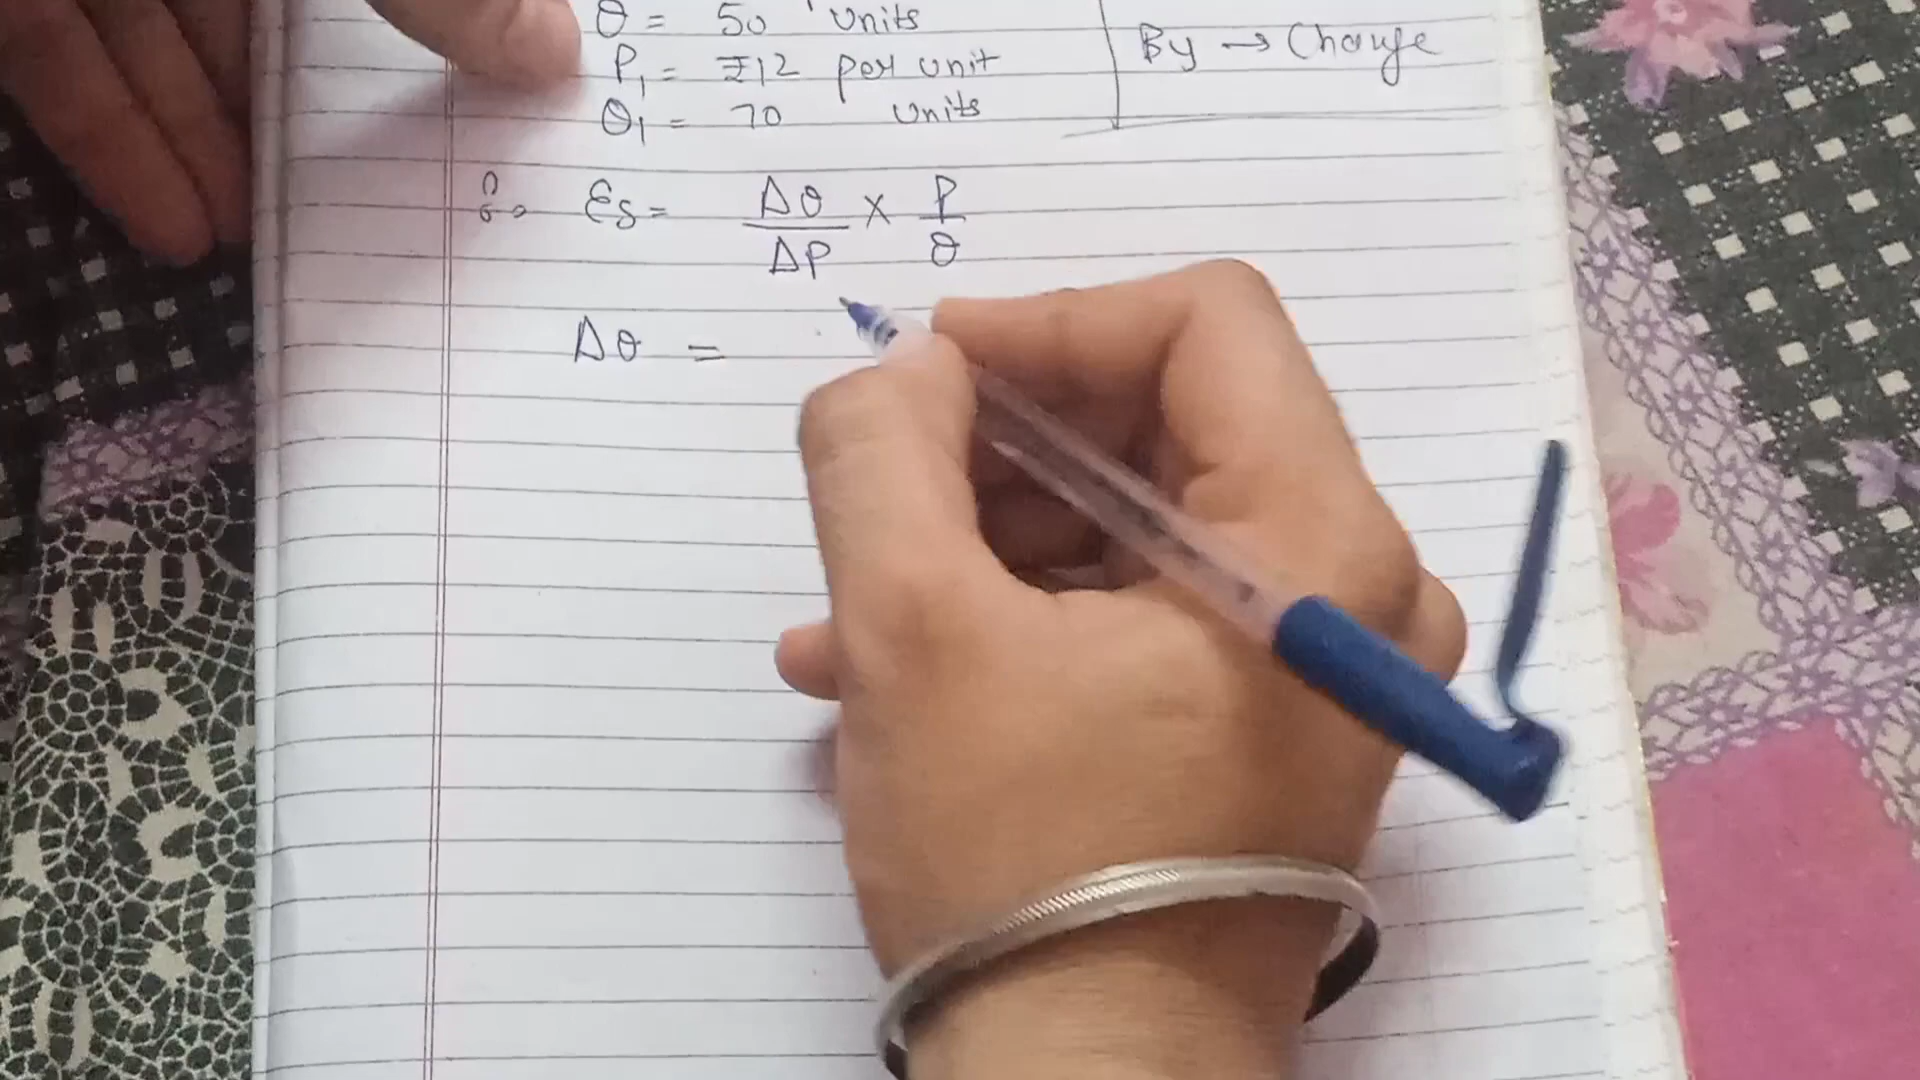 Q = 50 Units
P1 = ₹12 per unit
Q1 = 70 Units
By → Change
∴ Es = ΔQ/ΔP × P/Q
ΔQ =